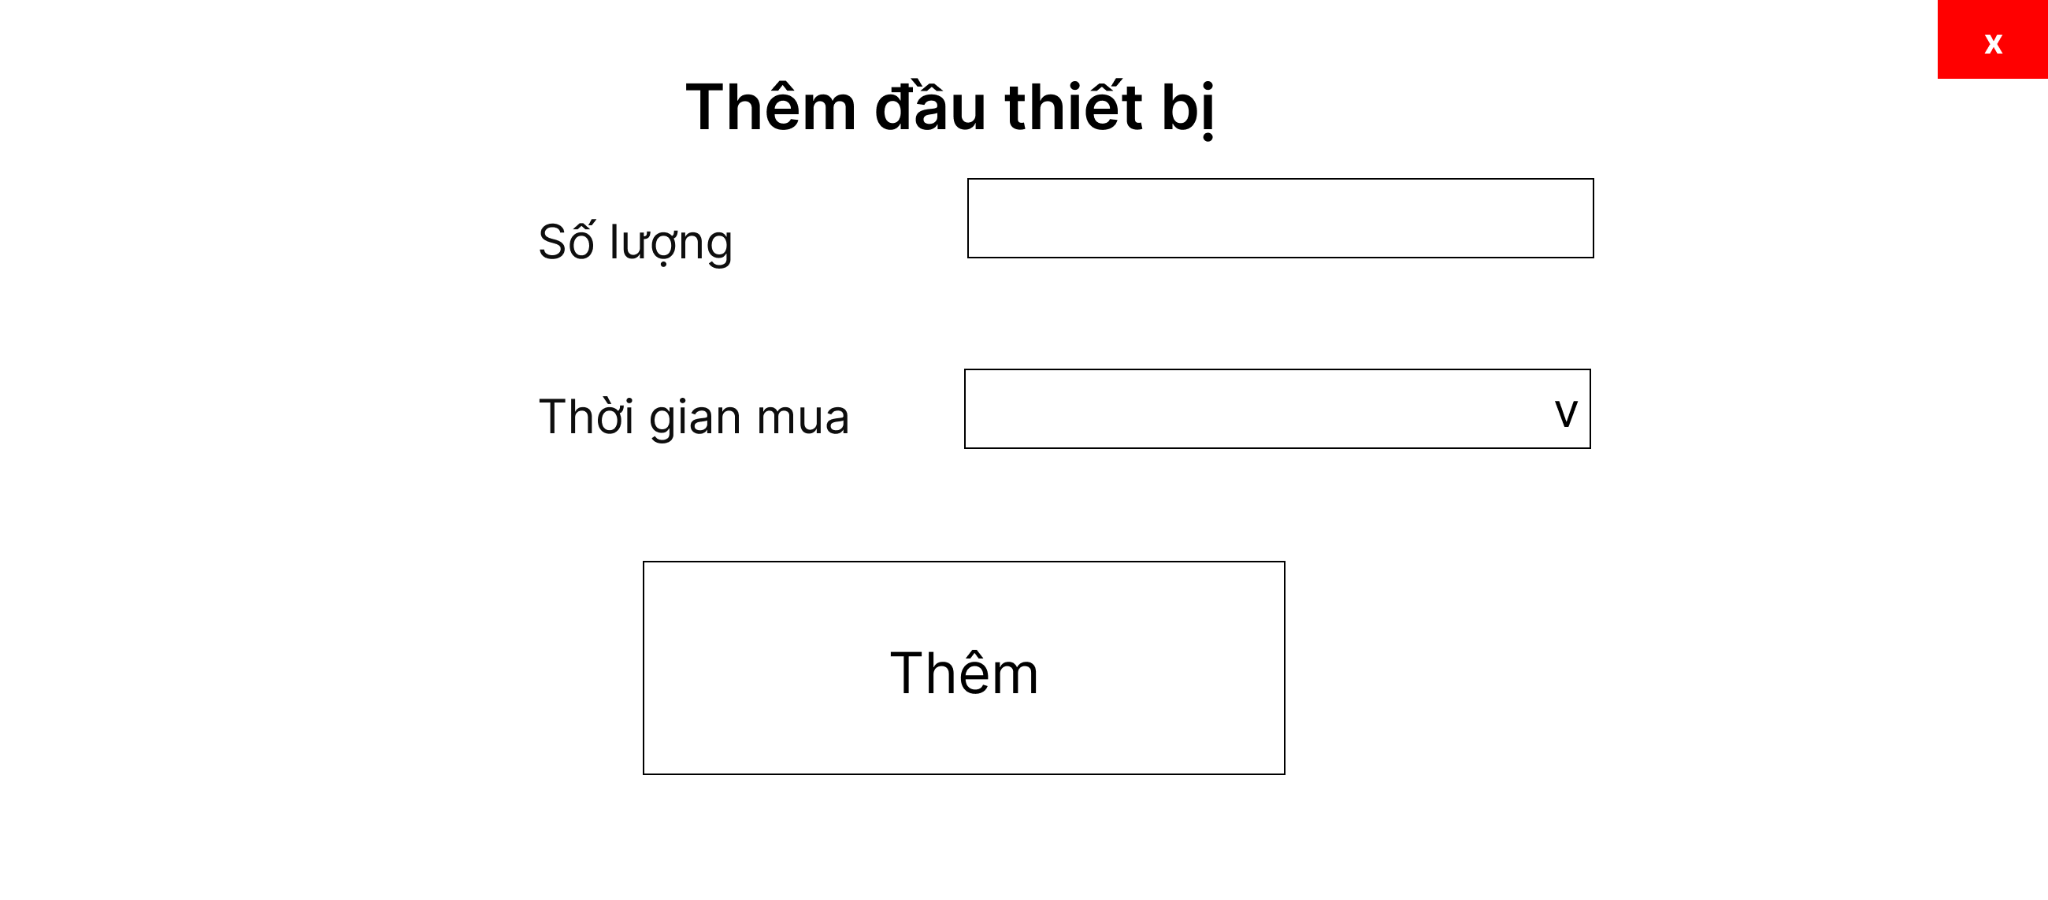 x
Thêm đầu thiết bị
Số lượng
Thời gian mua
v
Thêm